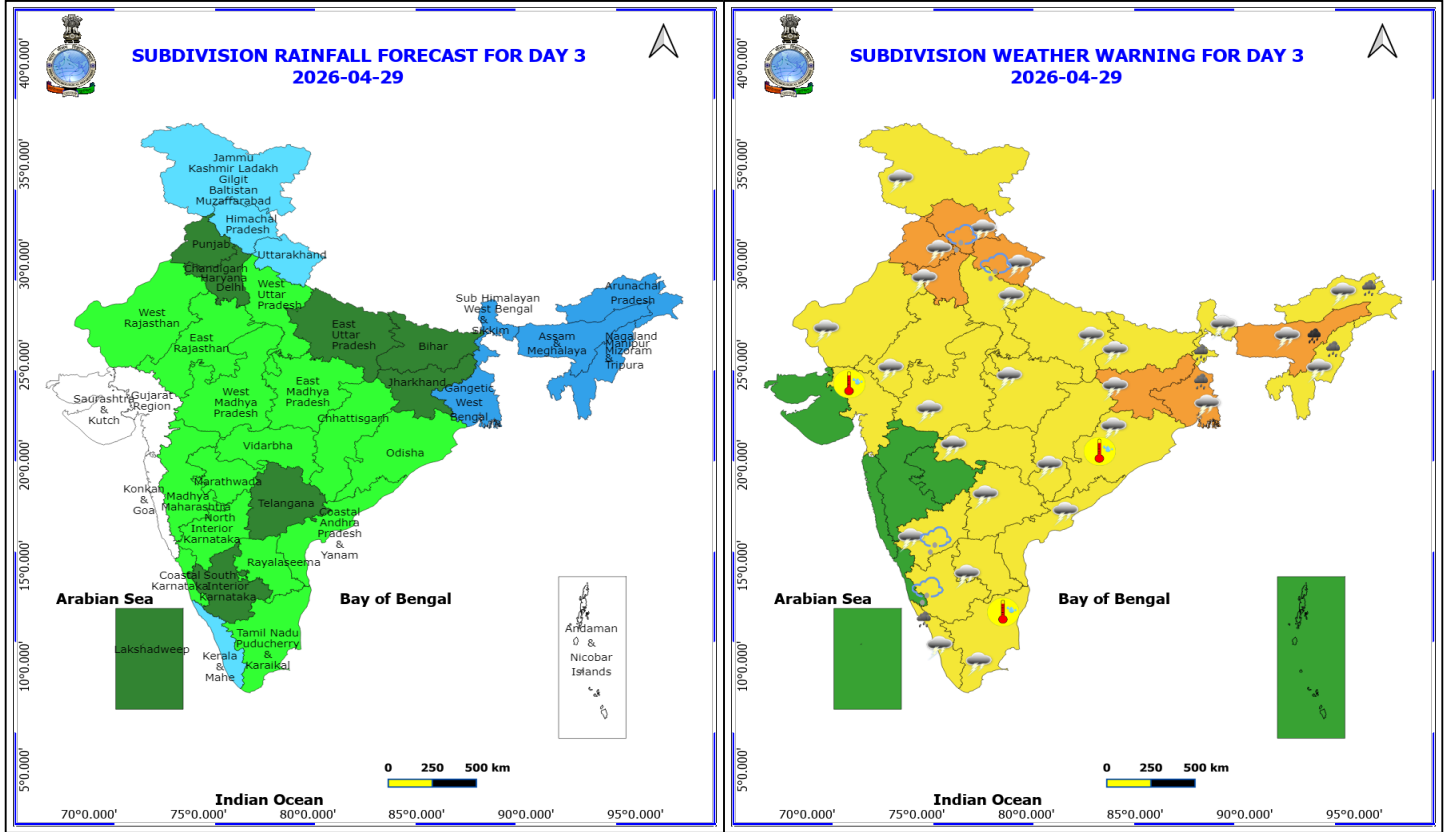 SUBDIVISION RAINFALL FORECAST FOR DAY 3
2026-04-29
40°0.000'
35°0.000'
30°0.000'
25°0.000'
20°0.000'
15°0.000'
10°0.000'
5°0.000'
Jammu
Kashmir Ladakh
Gilgit
Baltistan
Muzaffarabad
Himachal
Pradesh
Punjab
Uttarakhand
Chandigarh
Haryana
Delhi
West
Uttar
Pradesh
Arunachal
Pradesh
Sub Himalayan
West Bengal
&
Sikkim
West
Rajasthan
East
Rajasthan
East
Uttar
Pradesh
Bihar
Assam
&
Meghalaya
Nagaland
Manipur
Mizoram
&
Tripura
Jharkhand
Gangetic
West
Bengal
Saurashtra
&
Kutch
Gujarat
Region
West
Madhya
Pradesh
East
Madhya
Pradesh
Chhattisgarh
Vidarbha
Odisha
Konkan
&
Goa
Marathwada
Madhya
Maharashtra
North
Interior
Karnataka
Telangana
Coastal
Andhra
Pradesh
&
Yanam
Rayalaseema
Coastal
Karnataka
South
Interior
Karnataka
Arabian Sea
Bay of Bengal
Lakshadweep
Kerala
&
Mahe
Tamil Nadu
Puducherry
&
Karaikal
Andaman
&
Nicobar
Islands
0 250 500 km
Indian Ocean
70°0.000' 75°0.000' 80°0.000' 85°0.000' 90°0.000' 95°0.000'
SUBDIVISION WEATHER WARNING FOR DAY 3
2026-04-29
40°0.000'
35°0.000'
30°0.000'
25°0.000'
20°0.000'
15°0.000'
10°0.000'
5°0.000'
Arabian Sea
Bay of Bengal
0 250 500 km
Indian Ocean
70°0.000' 75°0.000' 80°0.000' 85°0.000' 90°0.000' 95°0.000'